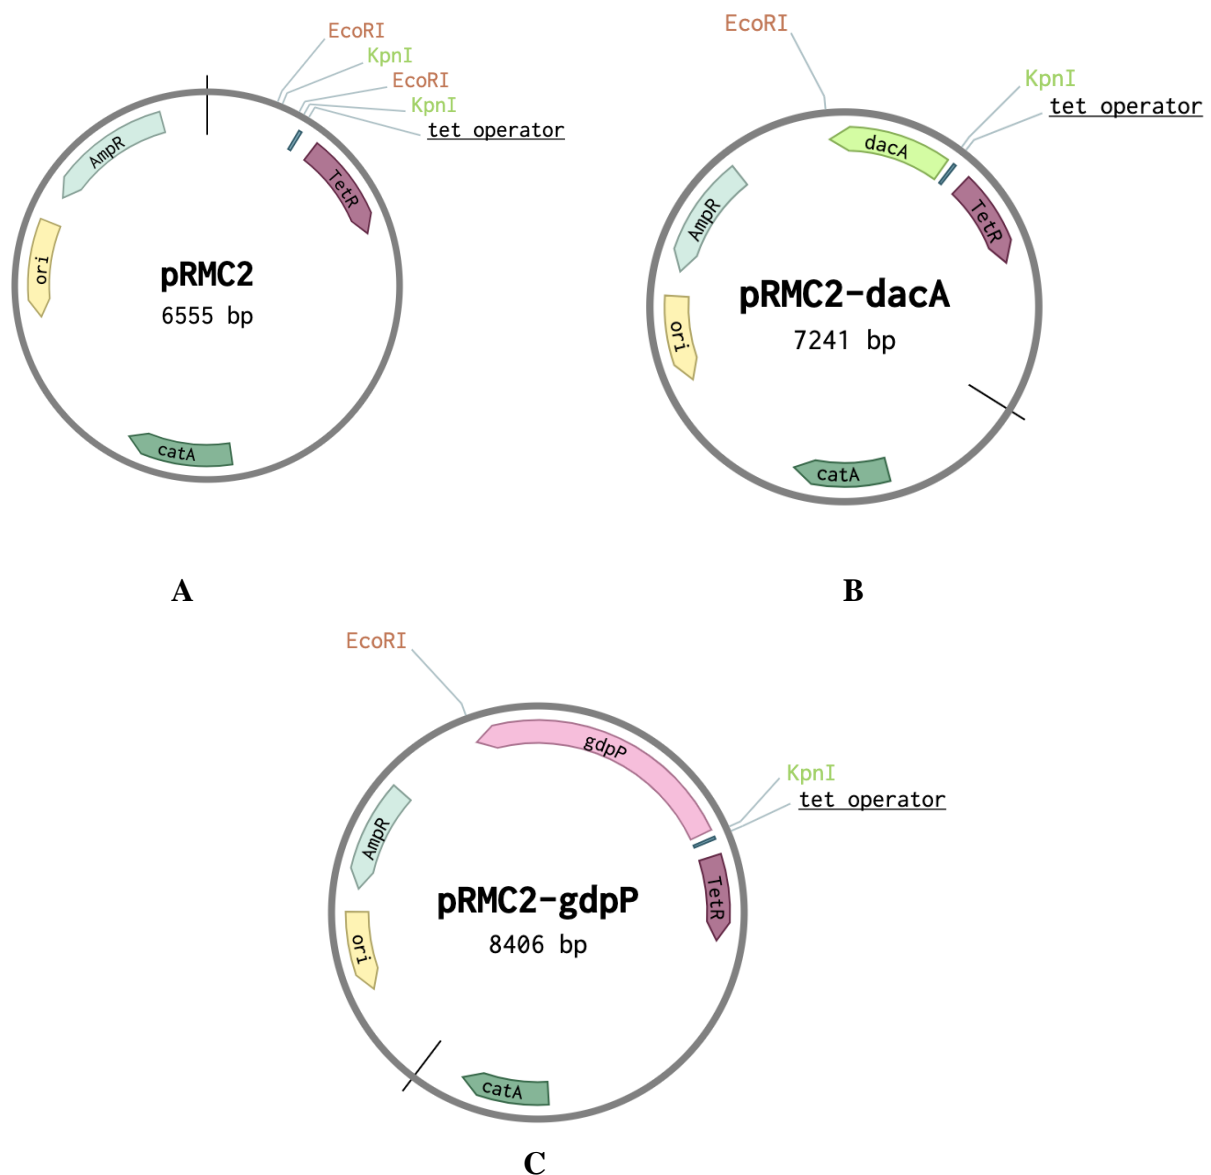 EcoRI
KpnI
EcoRI
KpnI
tet operator
AmpR
TetR
ori
pRMC2
6555 bp
catA
A
EcoRI
KpnI
tet operator
dacA
AmpR
TetR
pRMC2-dacA
7241 bp
ori
catA
B
EcoRI
gdpP
KpnI
tet operator
AmpR
TetR
pRMC2-gdpP
8406 bp
ori
catA
C